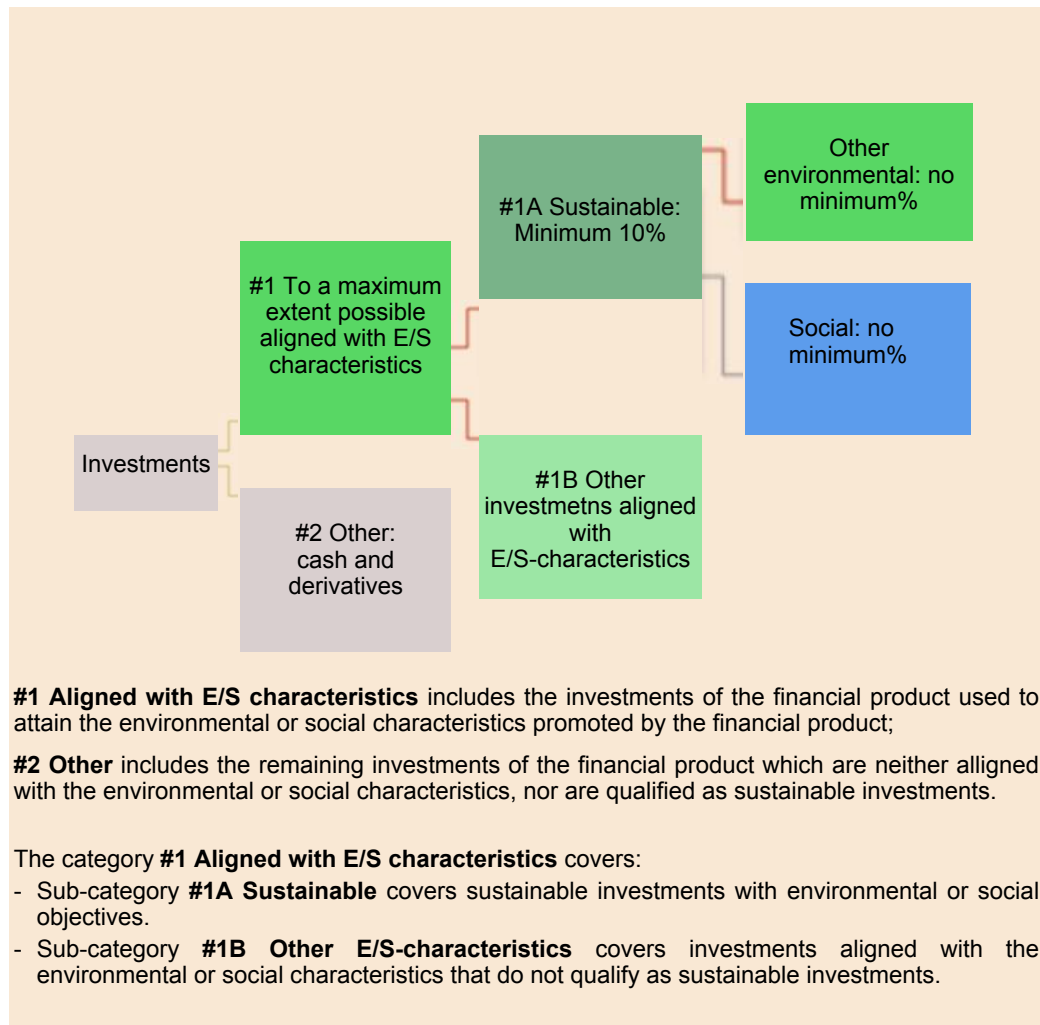 Other
environmental: no
minimum%
#1A Sustainable:
Minimum 10%
#1 To a maximum
extent possible
aligned with E/S
characteristics
Social: no
minimum%
Investments
#1B Other
investmetns aligned
with
E/S-characteristics
#2 Other:
cash and
derivatives
#1 Aligned with E/S characteristics includes the investments of the financial product used to
attain the environmental or social characteristics promoted by the financial product;
#2 Other includes the remaining investments of the financial product which are neither alligned
with the environmental or social characteristics, nor are qualified as sustainable investments.
The category #1 Aligned with E/S characteristics covers:
- Sub-category #1A Sustainable covers sustainable investments with environmental or social
objectives.
- Sub-category #1B Other E/S-characteristics covers investments aligned with the
environmental or social characteristics that do not qualify as sustainable investments.